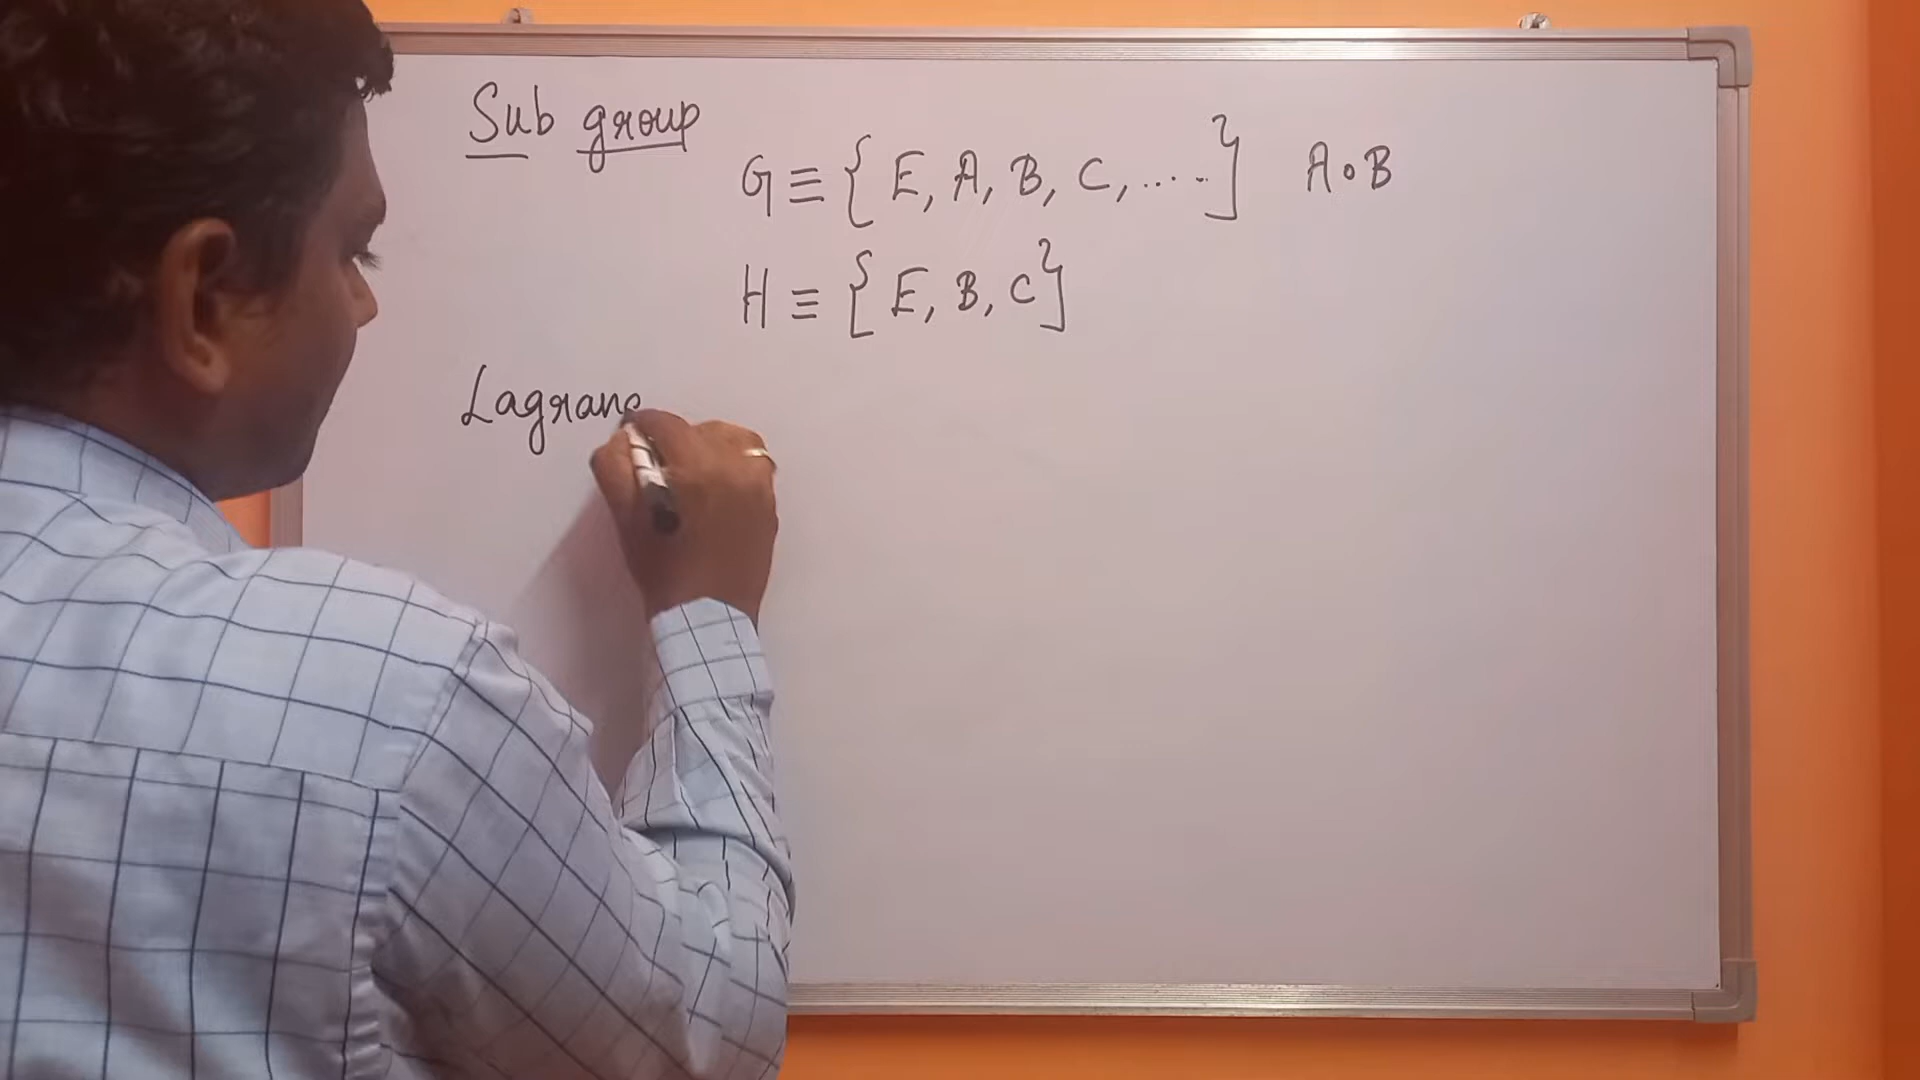 Sub group
G ≡ { E, A, B, C, ..... } A∘B
H ≡ { E, B, C }
Lagrang